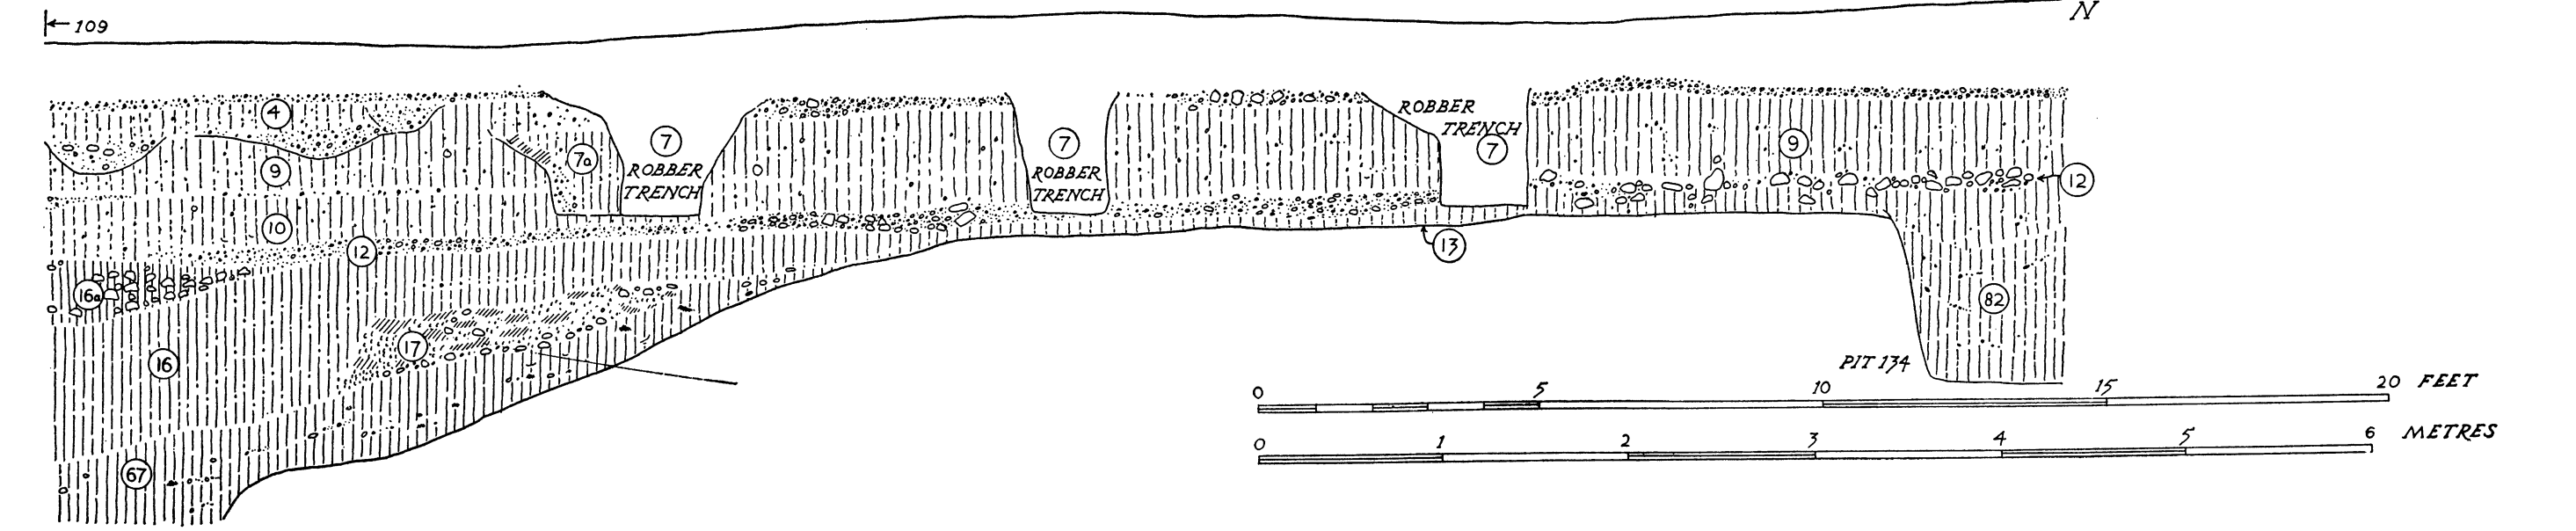 109
N
4
7
7a
ROBBER
TRENCH
7
ROBBER
TRENCH
ROBBER
TRENCH
7
9
9
12
10
12
13
16a
82
17
16
PIT 134
67
0 5 10 15 20 FEET
0 1 2 3 4 5 6 METRES